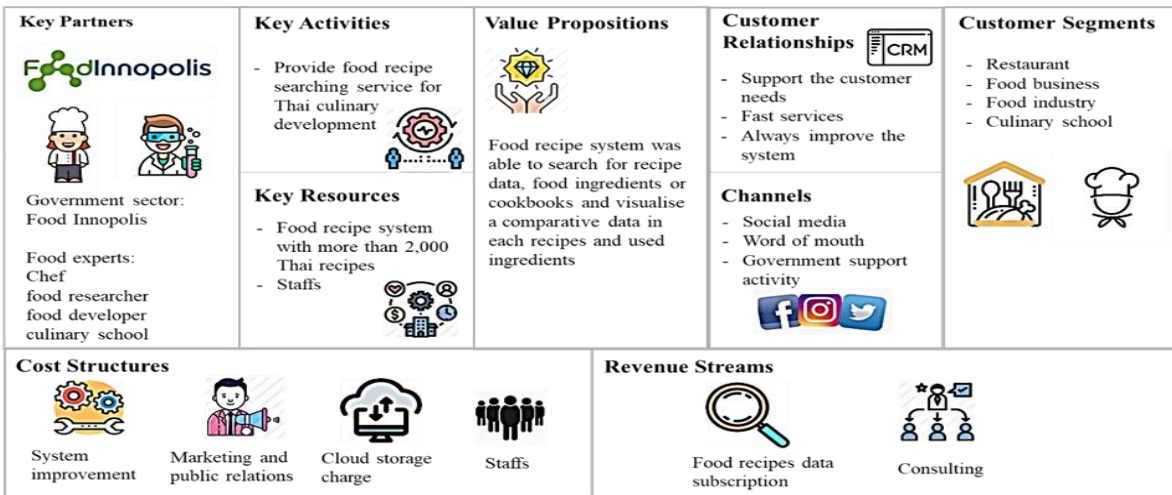 Key Partners
FoodInnopolis
Government sector:
Food Innopolis
Food experts:
Chef
food researcher
food developer
culinary school
Key Activities
- Provide food recipe
searching service for
Thai culinary
development
Key Resources
- Food recipe system
with more than 2,000
Thai recipes
- Staffs
Value Propositions
Food recipe system was
able to search for recipe
data, food ingredients or
cookbooks and visualise
a comparative data in
each recipes and used
ingredients
Customer
Relationships
CRM
- Support the customer
needs
- Fast services
- Always improve the
system
Channels
- Social media
- Word of mouth
- Government support
activity
Customer Segments
- Restaurant
- Food business
- Food industry
- Culinary school
Cost Structures
System
improvement
Marketing and
public relations
Cloud storage
charge
Staffs
Revenue Streams
Food recipes data
subscription
Consulting